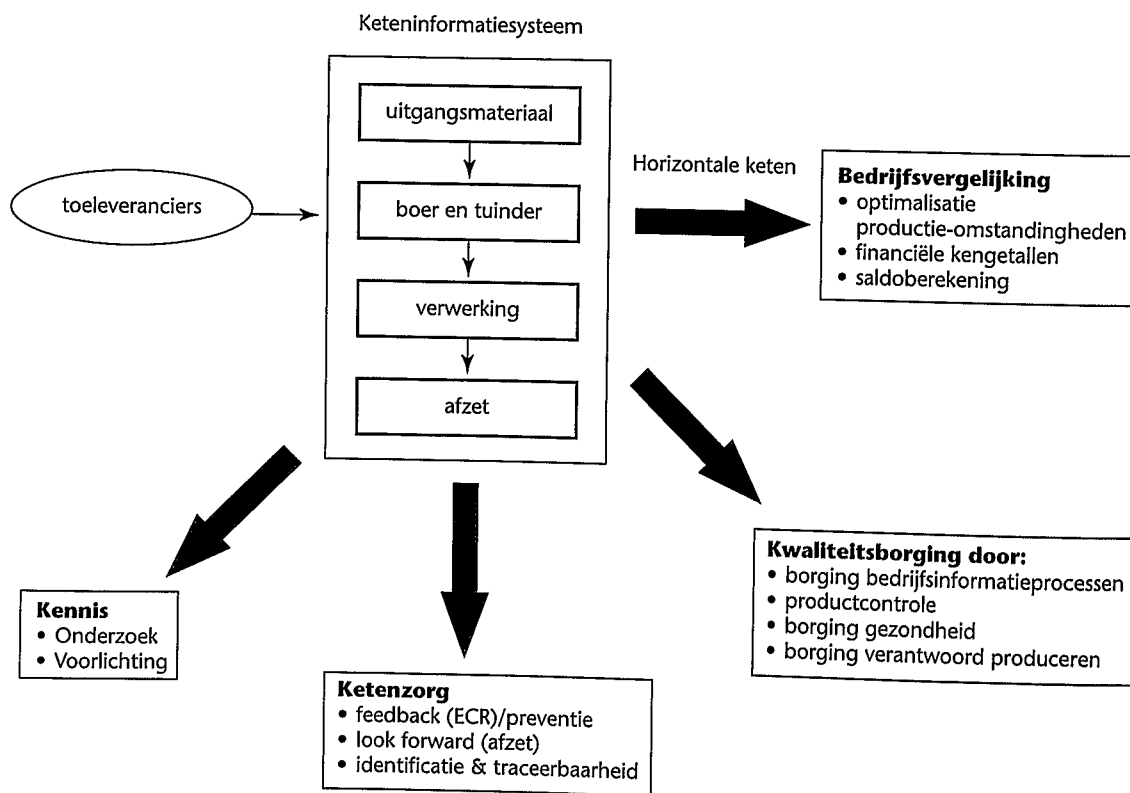 Keteninformatiesysteem
uitgangsmateriaal
toeleveranciers
boer en tuinder
verwerking
afzet
Horizontale keten
Bedrijfsvergelijking
• optimalisatie
productie-omstandingheden
• financiële kengetallen
• saldoberekening
Kwaliteitsborging door:
• borging bedrijfsinformatieprocessen
• productcontrole
• borging gezondheid
• borging verantwoord produceren
Kennis
• Onderzoek
• Voorlichting
Ketenzorg
• feedback (ECR)/preventie
• look forward (afzet)
• identificatie & traceerbaarheid